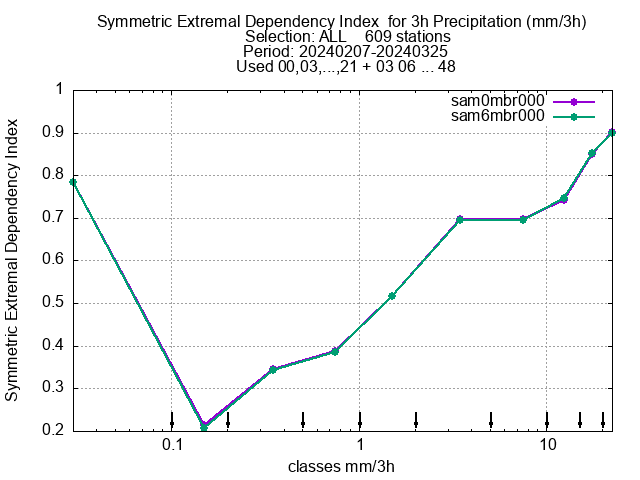 Symmetric Extremal Dependency Index  for 3h Precipitation (mm/3h)
Selection: ALL    609 stations
Period: 20240207-20240325
Used 00,03,...,21 + 03 06 ... 48
sam0mbr000
sam6mbr000
1
0.9
0.8
0.7
0.6
0.5
0.4
0.3
0.2
Symmetric Extremal Dependency Index
0.1 1 10
classes mm/3h